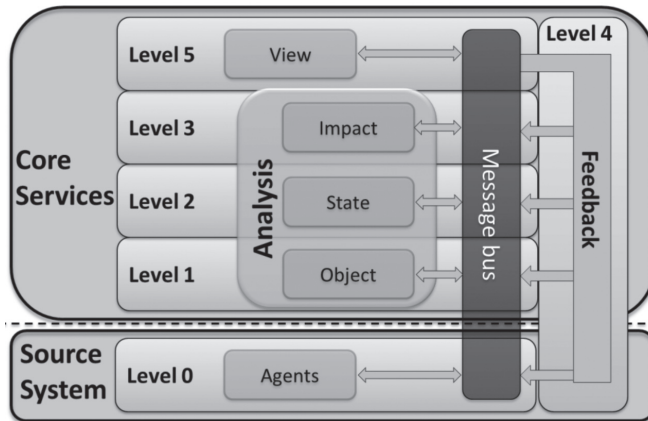 Level 4
Level 5
View
Level 3
Impact
Core
Services
Level 2
State
Analysis
Message bus
Feedback
Level 1
Object
Source
System
Level 0
Agents